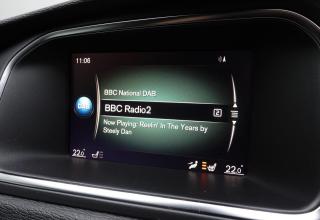 11:06
BBC National DAB
DAB
BBC Radio2
2
Now Playing: Reelin' In The Years by
Steely Dan
22.0°
22.0°